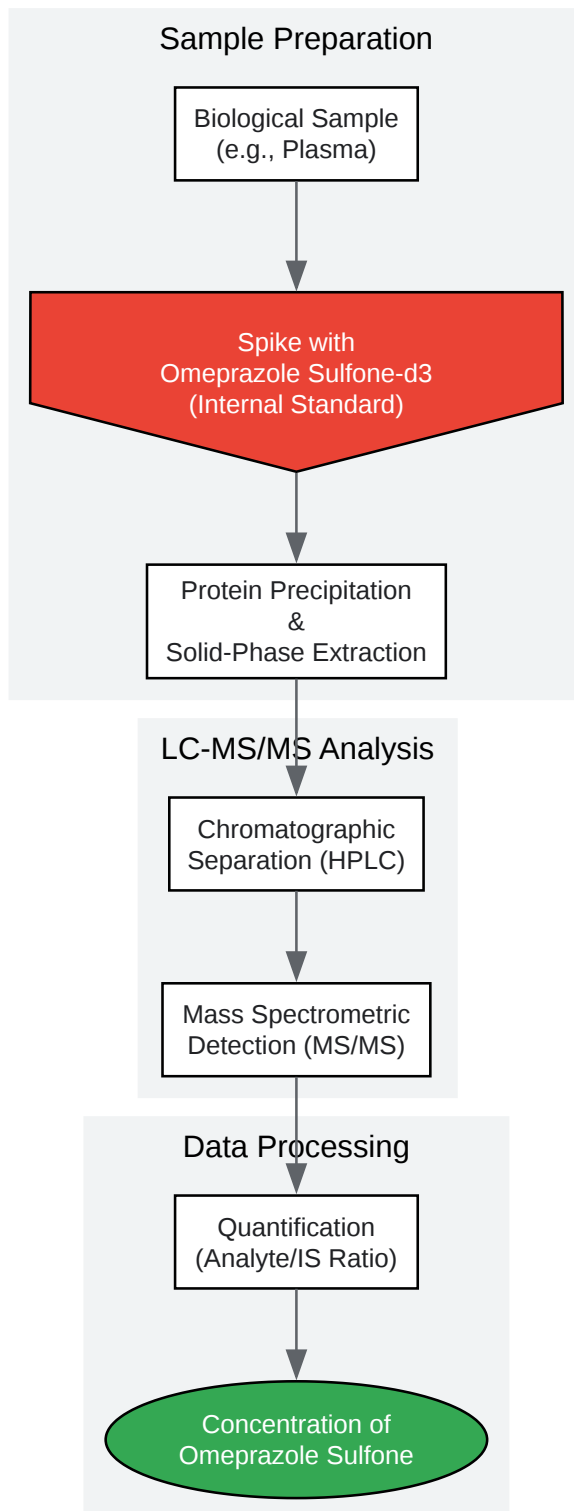 Sample Preparation
Biological Sample
(e.g., Plasma)
Spike with
Omeprazole Sulfone-d3
(Internal Standard)
Protein Precipitation
&
Solid-Phase Extraction
LC-MS/MS Analysis
Chromatographic
Separation (HPLC)
Mass Spectrometric
Detection (MS/MS)
Data Processing
Quantification
(Analyte/IS Ratio)
Concentration of
Omeprazole Sulfone